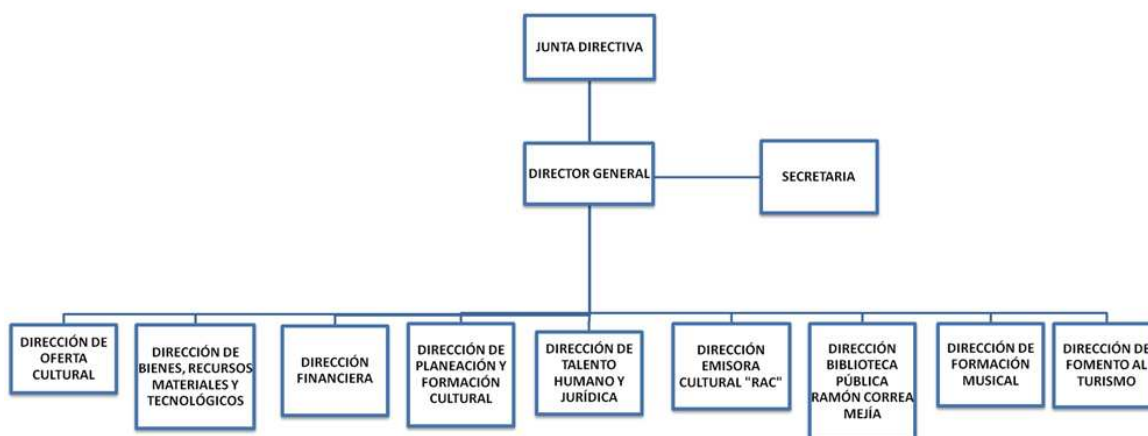 JUNTA DIRECTIVA
DIRECTOR GENERAL
SECRETARIA
DIRECCIÓN DE
OFERTA
CULTURAL
DIRECCIÓN DE
BIENES, RECURSOS
MATERIALES Y
TECNOLÓGICOS
DIRECCIÓN
FINANCIERA
DIRECCIÓN DE
PLANEACIÓN Y
FORMACIÓN
CULTURAL
DIRECCIÓN DE
TALENTO
HUMANO Y
JURÍDICA
DIRECCIÓN
EMISORA
CULTURAL "RAC"
DIRECCIÓN
BIBLIOTECA
PÚBLICA
RAMÓN CORREA
MEJÍA
DIRECCIÓN DE
FORMACIÓN
MUSICAL
DIRECCIÓN DE
FOMENTO AL
TURISMO